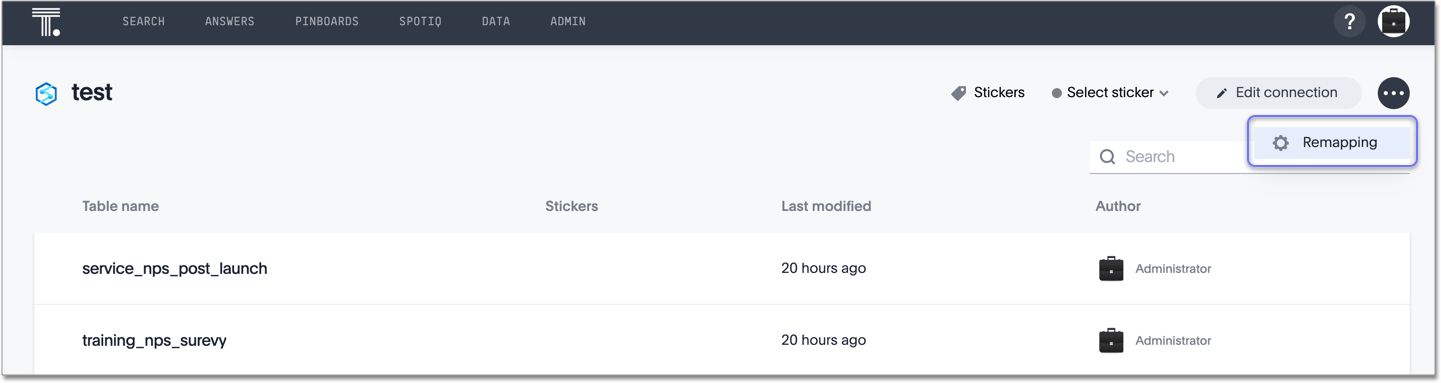 T. SEARCH ANSWERS PINBOARDS SPOTIQ DATA ADMIN ?
test Stickers Select sticker Edit connection
Remapping
Search
Table name Stickers Last modified Author
service_nps_post_launch 20 hours ago Administrator
training_nps_surevy 20 hours ago Administrator